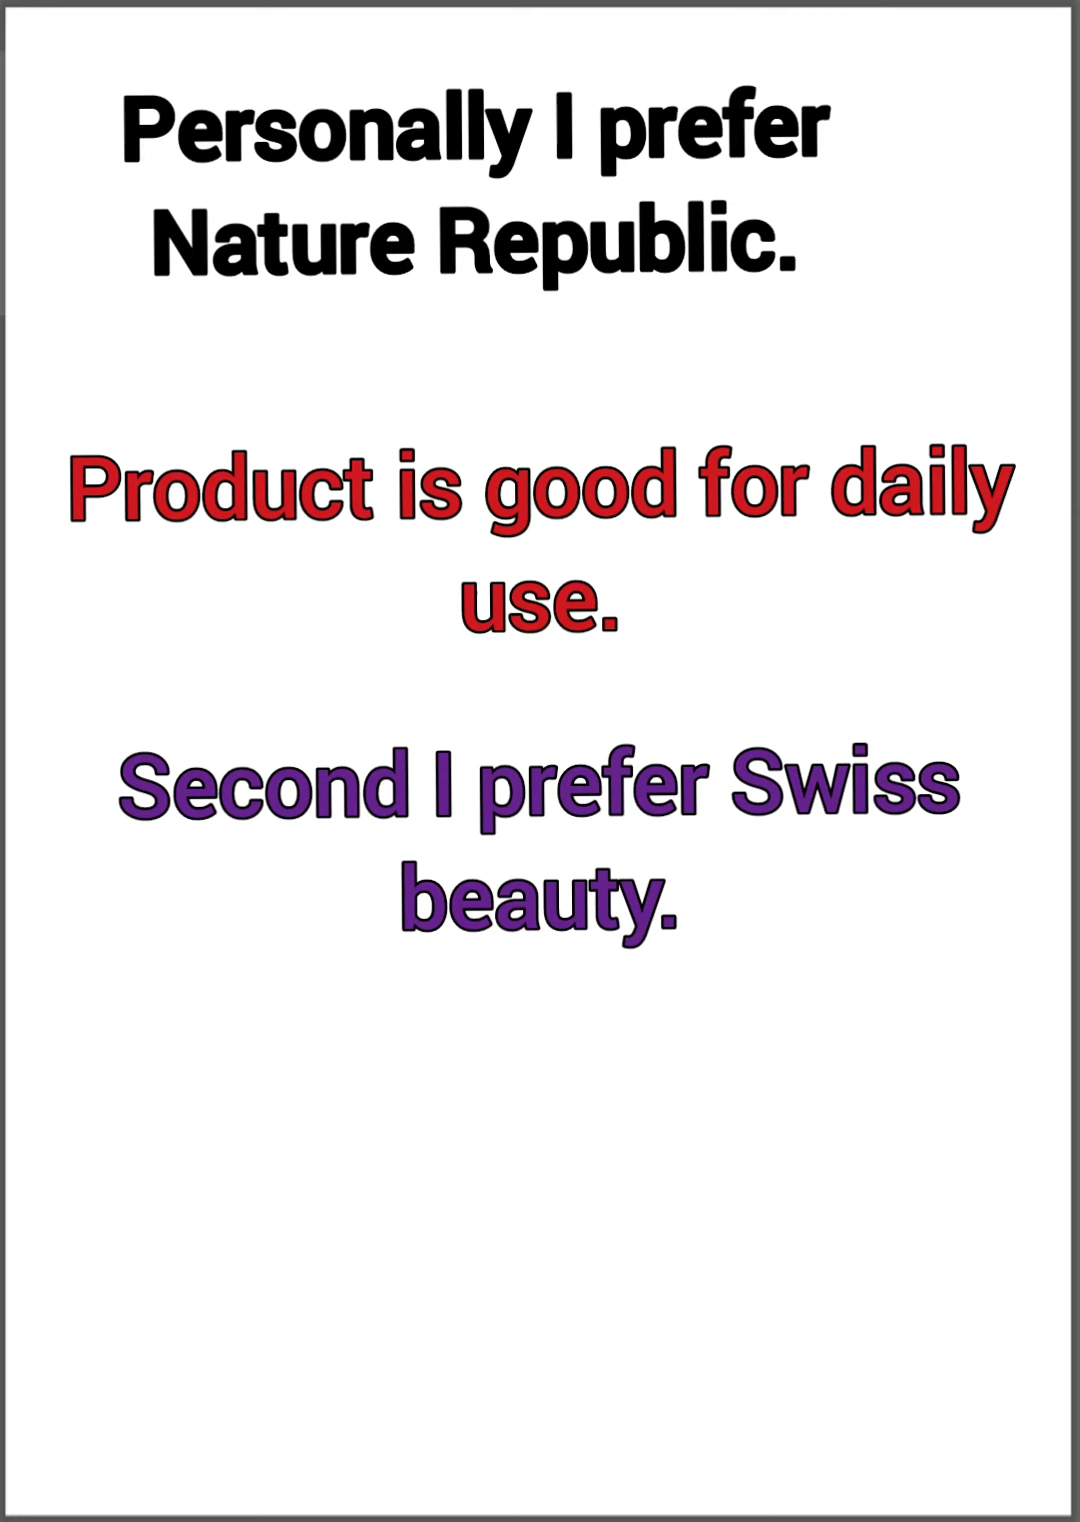 Personally I prefer
Nature Republic.
Product is good for daily
use.
Second I prefer Swiss
beauty.